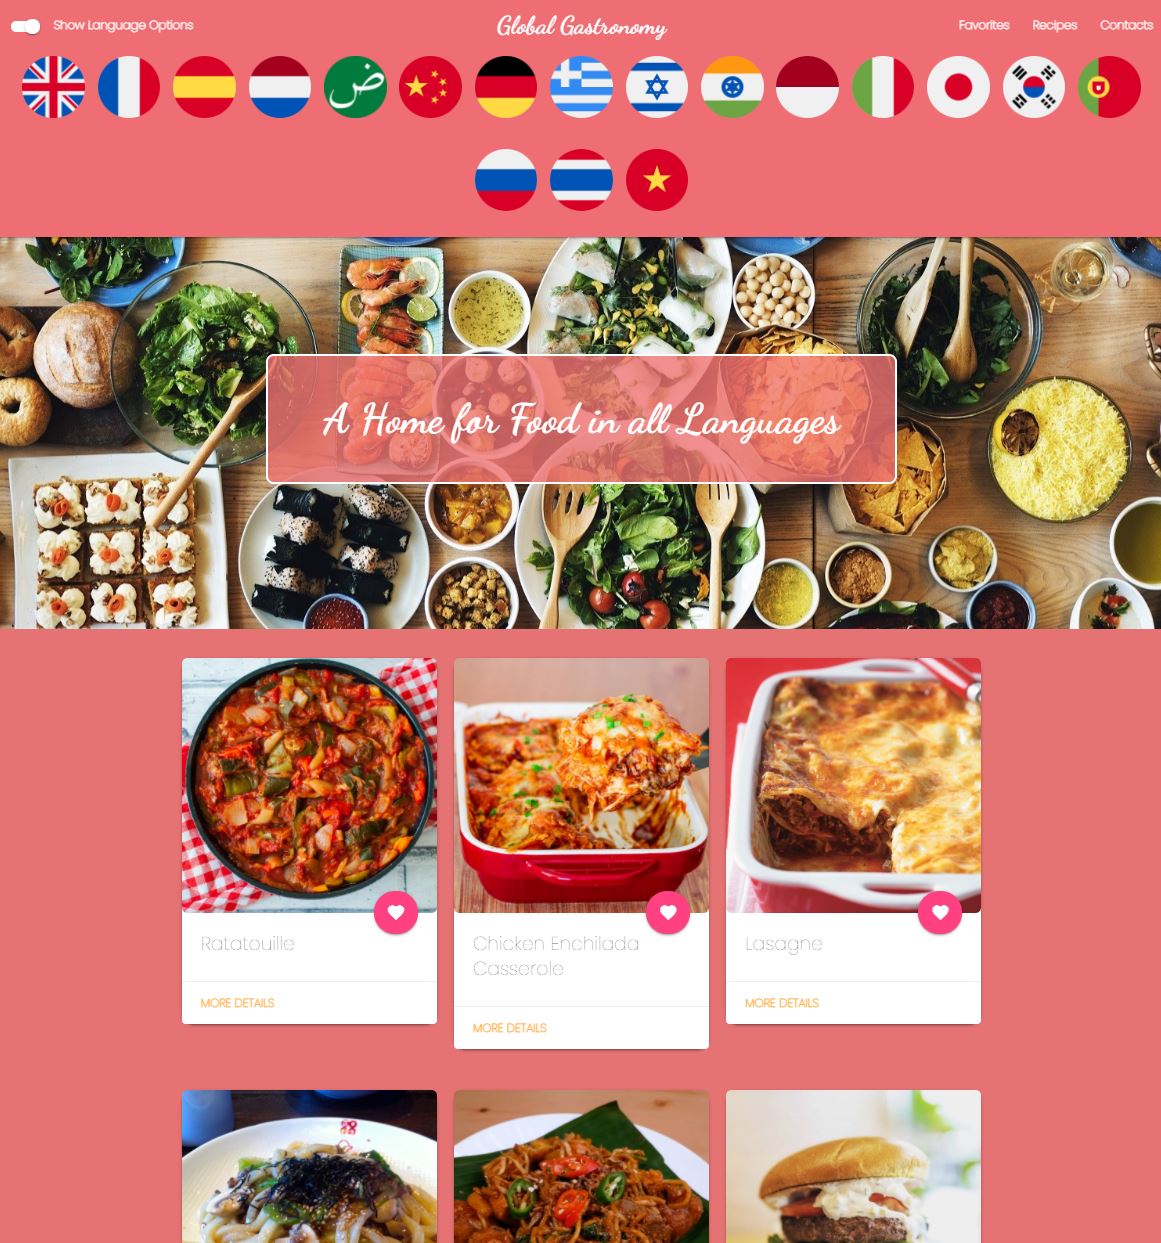 Show Language Options
Global Gastronomy
Favorites Recipes Contacts
ض
A Home for Food in all Languages
Ratatouille
Chicken Enchilada
Casserole
Lasagne
MORE DETAILS
MORE DETAILS
MORE DETAILS